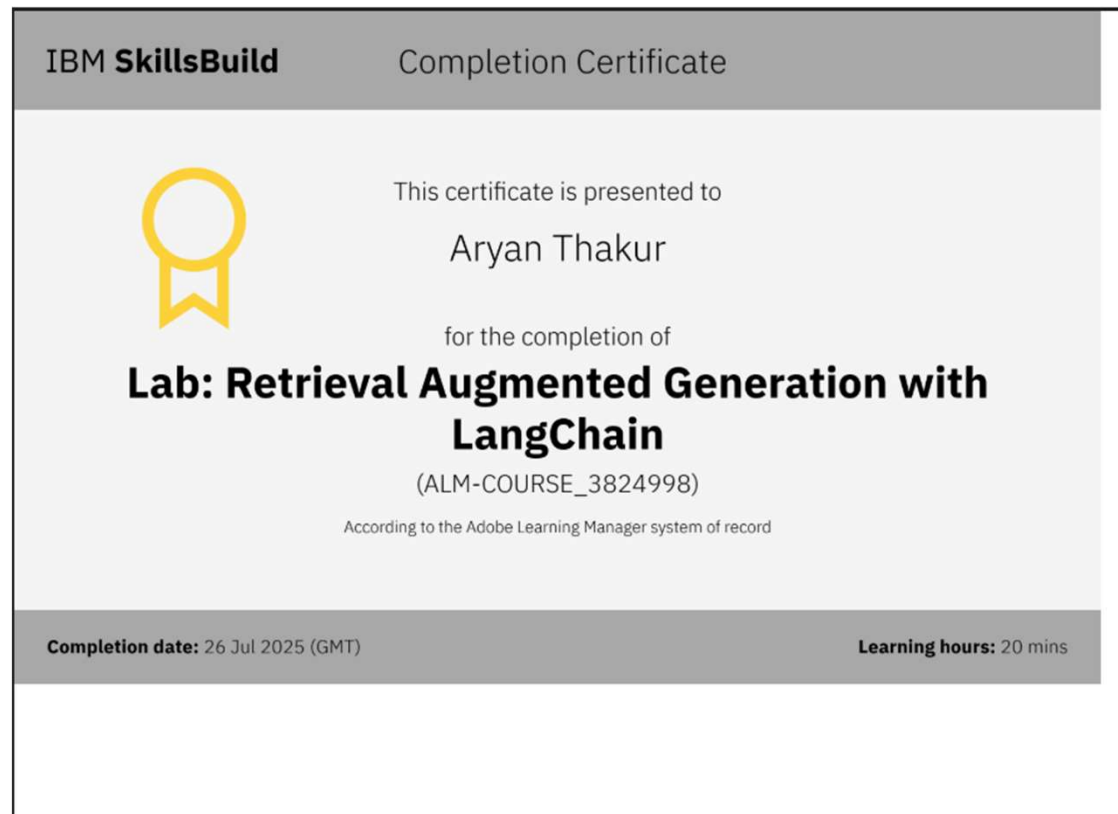 IBM SkillsBuild
Completion Certificate
This certificate is presented to
Aryan Thakur
for the completion of
Lab: Retrieval Augmented Generation with
LangChain
(ALM-COURSE_3824998)
According to the Adobe Learning Manager system of record
Completion date: 26 Jul 2025 (GMT)
Learning hours: 20 mins